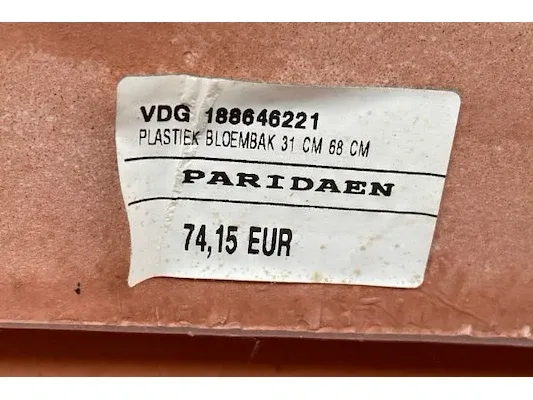 VDG 188646221
PLASTIEK BLOEMBAK 31 CM 68 CM
PARIDAEN
74,15 EUR